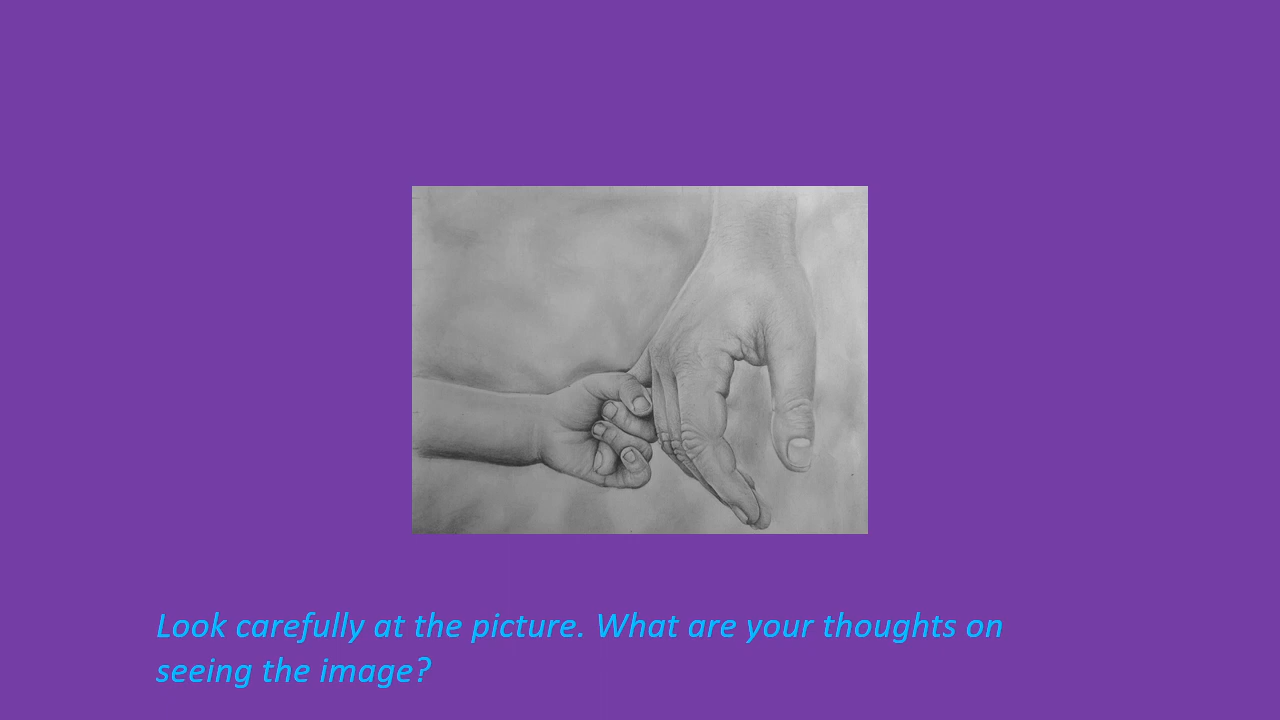 Look carefully at the picture. What are your thoughts on
seeing the image?